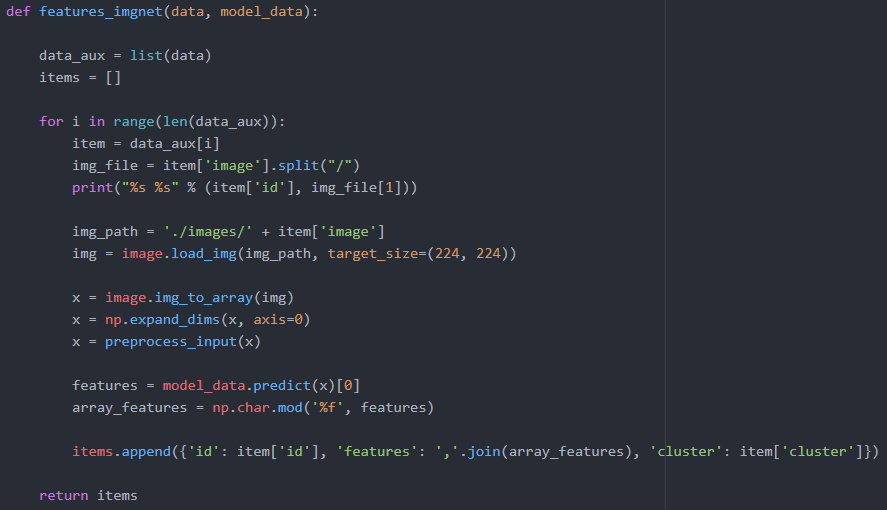 def features_imgnet(data, model_data):
data_aux = list(data)
items = []
for i in range(len(data_aux)):
item = data_aux[i]
img_file = item['image'].split("/")
print("%s %s" % (item['id'], img_file[1]))
img_path = './images/' + item['image']
img = image.load_img(img_path, target_size=(224, 224))
x = image.img_to_array(img)
x = np.expand_dims(x, axis=0)
x = preprocess_input(x)
features = model_data.predict(x)[0]
array_features = np.char.mod('%f', features)
items.append({'id': item['id'], 'features': ','.join(array_features), 'cluster': item['cluster']})
return items